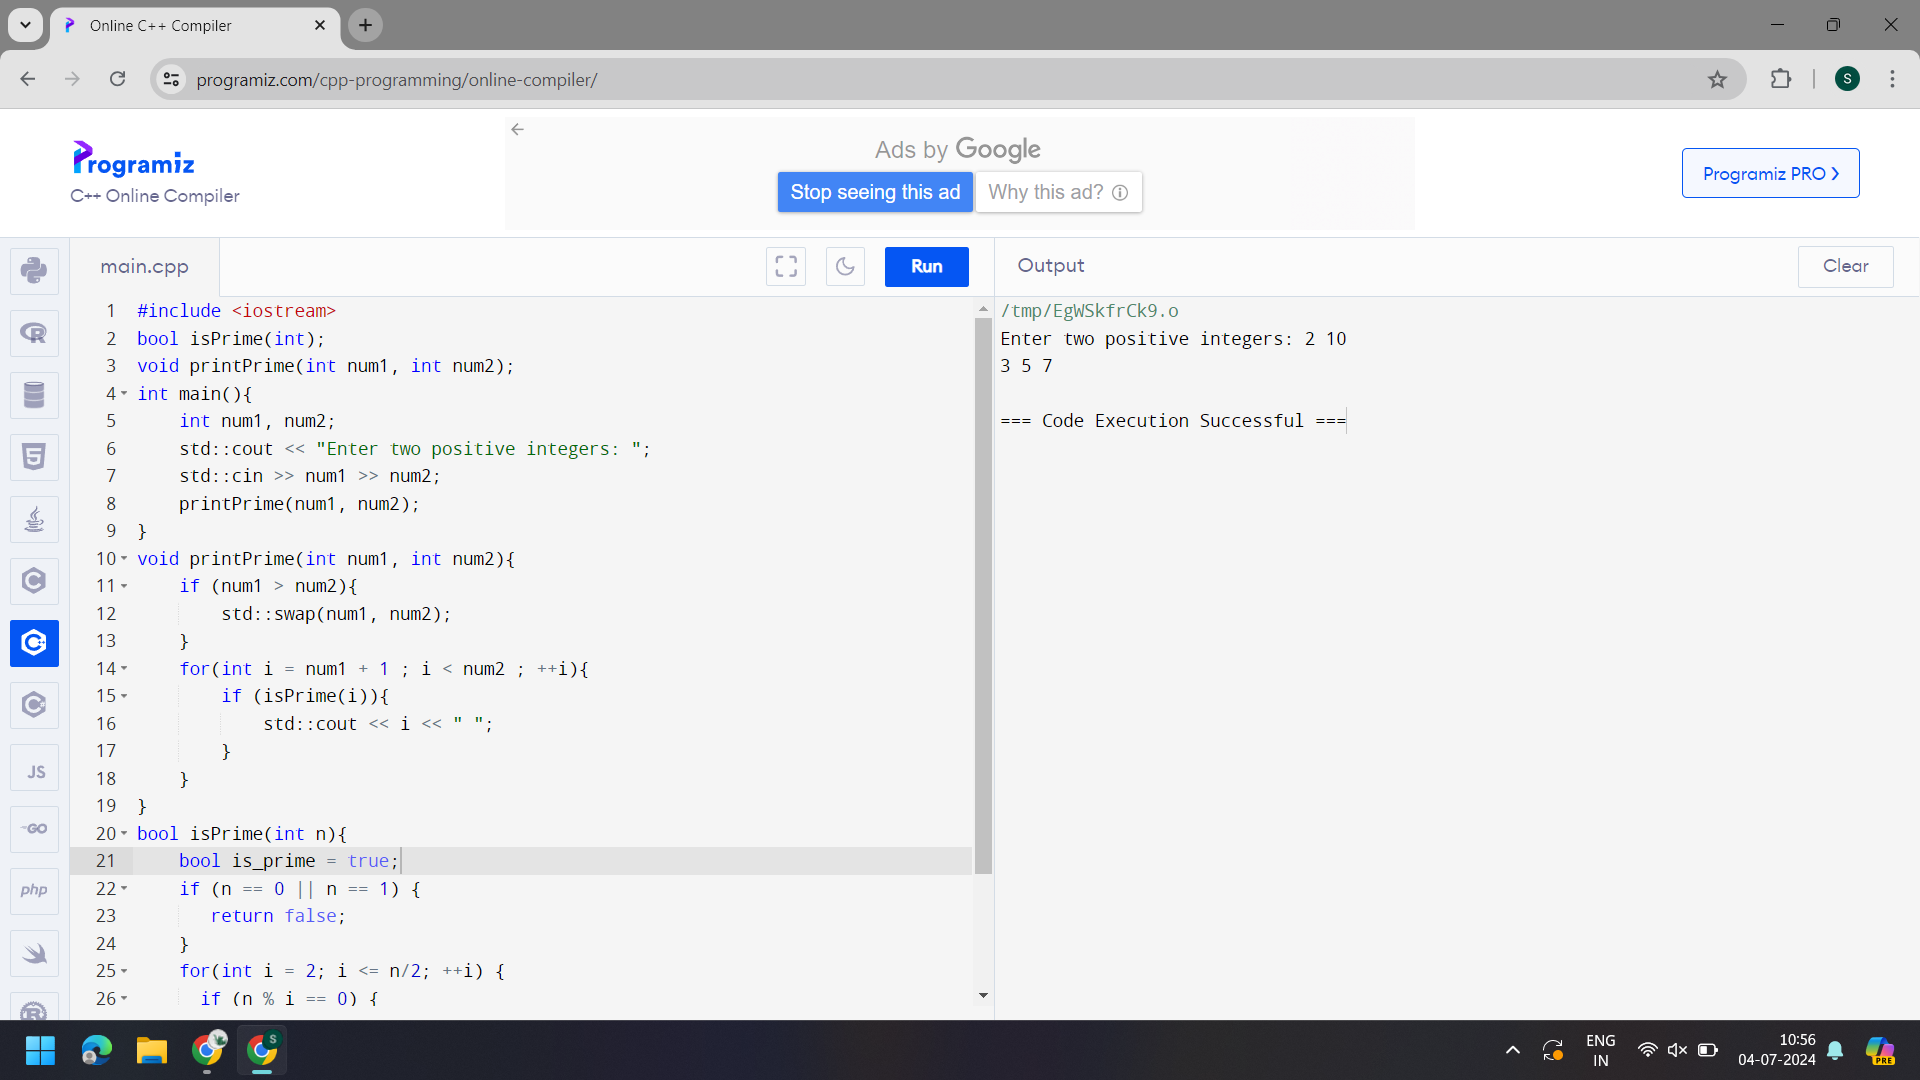 Online C++ Compiler
programiz.com/cpp-programming/online-compiler/
S
Programiz
C++ Online Compiler
Ads by Google
Stop seeing this ad
Why this ad?
Programiz PRO
main.cpp
Run
Output
Clear
1 #include <iostream>
2 bool isPrime(int);
3 void printPrime(int num1, int num2);
4 int main(){
5     int num1, num2;
6     std::cout << "Enter two positive integers: ";
7     std::cin >> num1 >> num2;
8     printPrime(num1, num2);
9 }
10 void printPrime(int num1, int num2){
11     if (num1 > num2){
12         std::swap(num1, num2);
13     }
14     for(int i = num1 + 1 ; i < num2 ; ++i){
15         if (isPrime(i)){
16             std::cout << i << " ";
17         }
18     }
19 }
20 bool isPrime(int n){
21     bool is_prime = true;
22     if (n == 0 || n == 1) {
23        return false;
24     }
25     for(int i = 2; i <= n/2; ++i) {
26       if (n % i == 0) {
/tmp/EgWSkfrCk9.o
Enter two positive integers: 2 10
3 5 7
=== Code Execution Successful ===
JS
GO
php
S
ENG
IN
10:56
04-07-2024
PRE